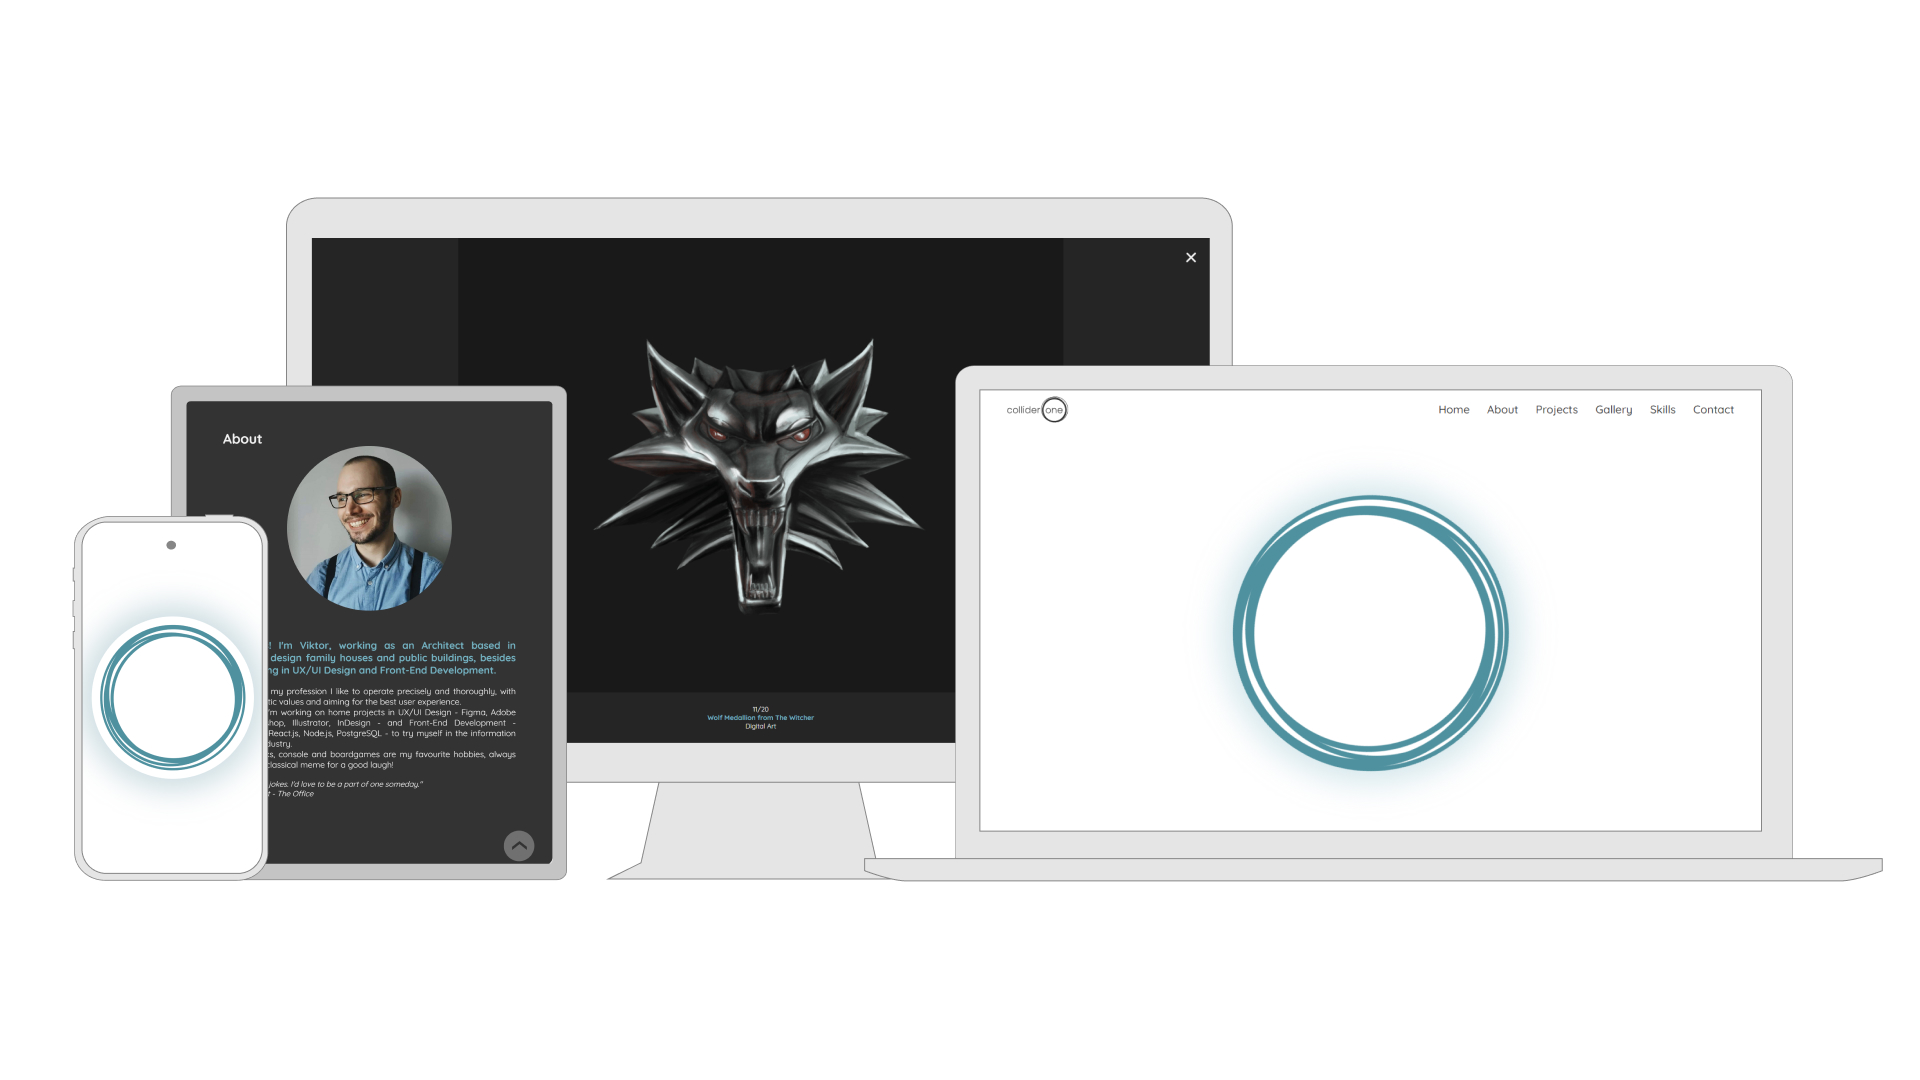 About
! I'm Viktor, working as an Architect based in
design family houses and public buildings, besides
in UX/UI Design and Front-End Development.
my profession I like to operate precisely and thoroughly, with
values and aiming for the best user experience.
I'm working on home projects in UX/UI Design - Figma, Adobe
Illustrator, InDesign - and Front-End Development -
React.js, Node.js, PostgreSQL - to try myself in the information
console and boardgames are my favourite hobbies, always
classical meme for a good laugh!
jokes. I'd love to be a part of one someday."
- The Office
11/20
Wolf Medallion from The Witcher
Digital Art
collider one
Home About Projects Gallery Skills Contact